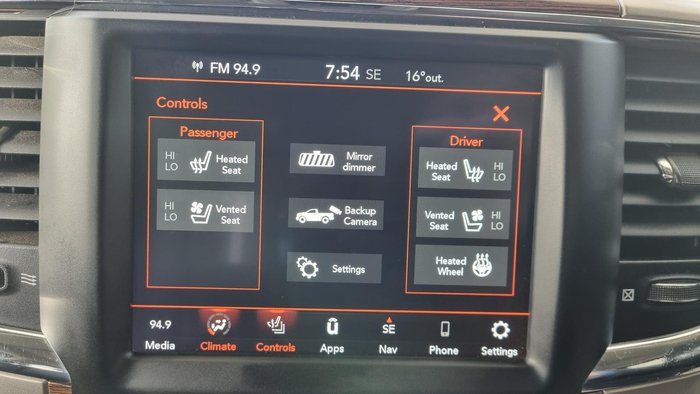 FM 94.9 7:54 SE 16°out.
Controls
Passenger
HI
LO
Heated
Seat
HI
LO
Vented
Seat
Mirror
dimmer
Backup
Camera
Settings
Driver
Heated
Seat
HI
LO
Vented
Seat
HI
LO
Heated
Wheel
94.9
Media
Climate
Controls
Apps
SE
Nav
Phone
Settings